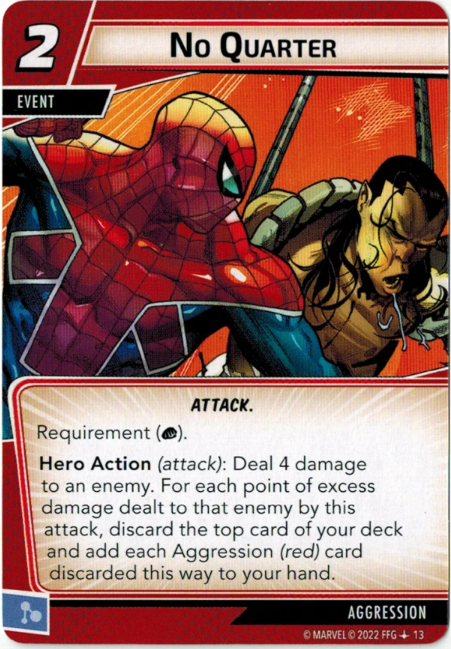 2
NO QUARTER
EVENT
ATTACK.
Requirement ( ).
Hero Action (attack): Deal 4 damage
to an enemy. For each point of excess
damage dealt to that enemy by this
attack, discard the top card of your deck
and add each Aggression (red) card
discarded this way to your hand.
AGGRESSION
© MARVEL © 2022 FFG 13